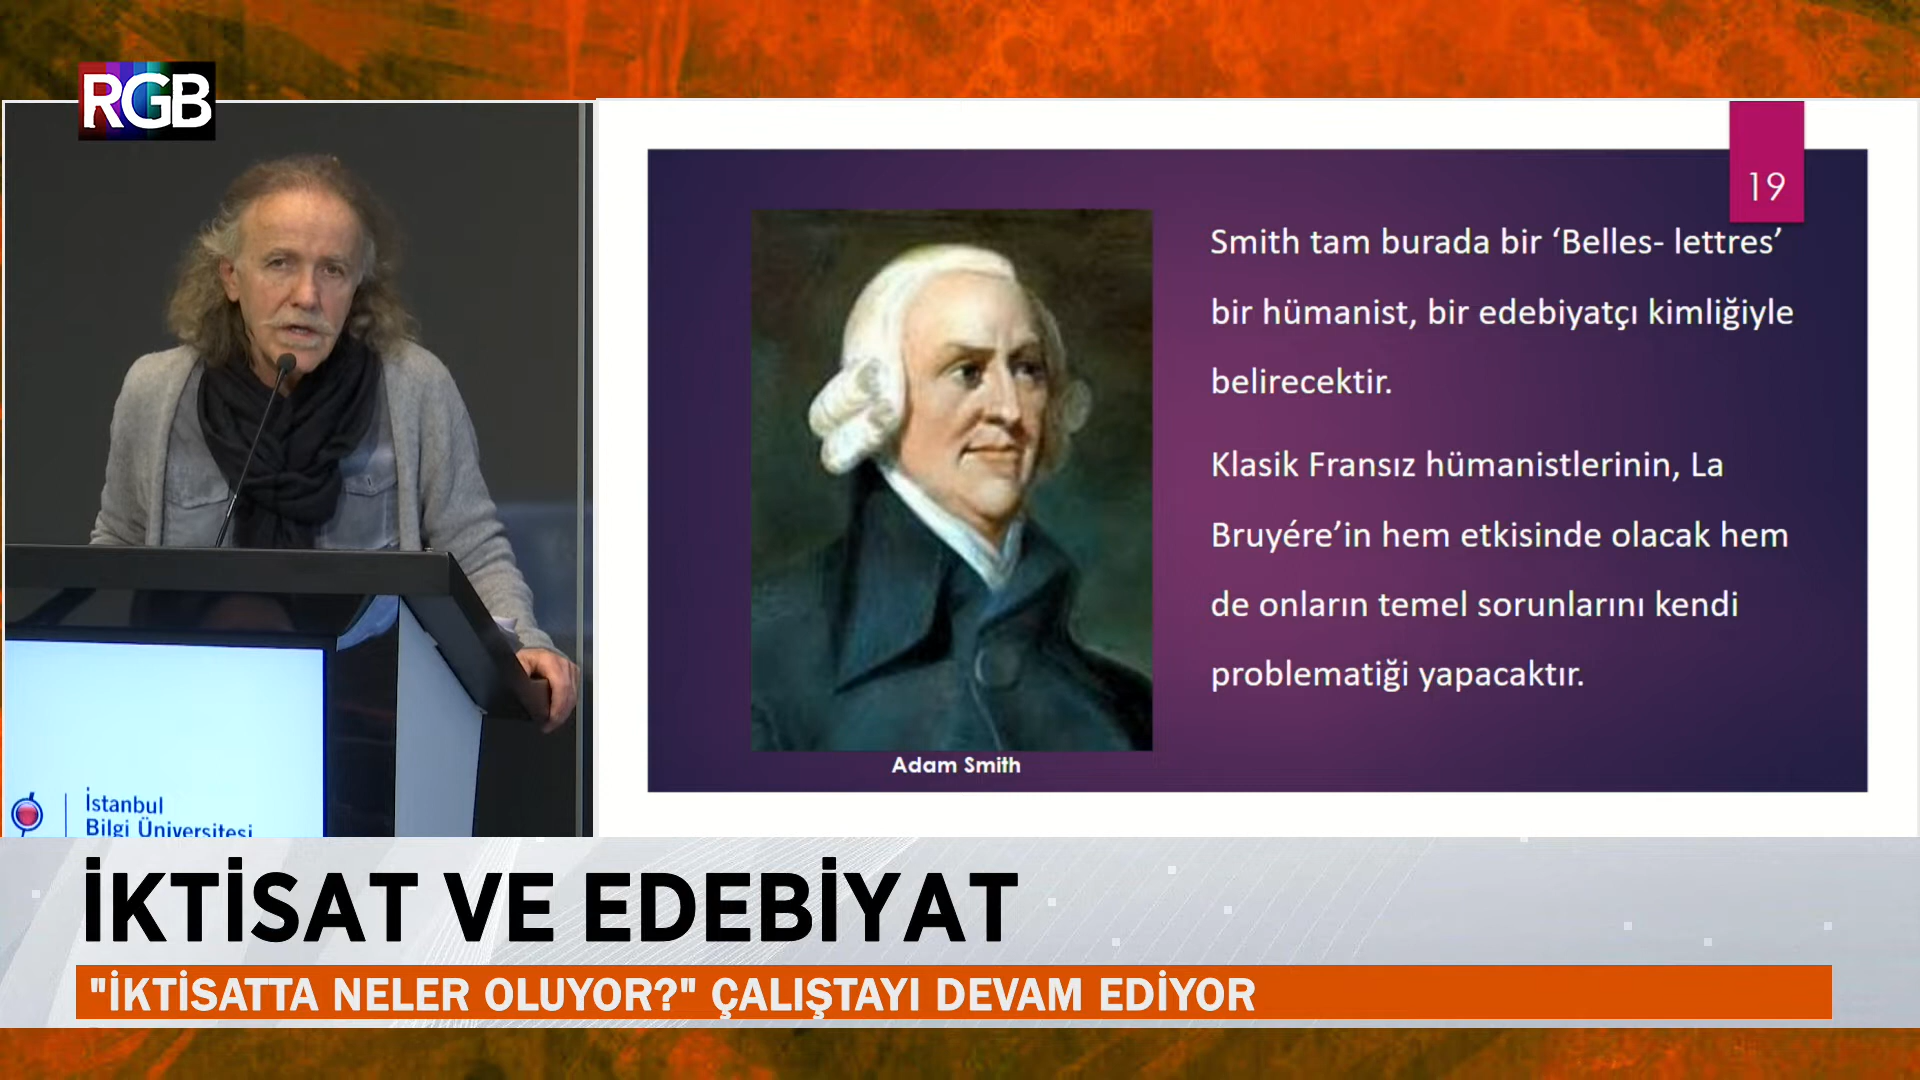 RGB
19
Smith tam burada bir ‘Belles- lettres’
bir hümanist, bir edebiyatçı kimliğiyle
belirecektir.
Klasik Fransız hümanistlerinin, La
Bruyére’in hem etkisinde olacak hem
de onların temel sorunlarını kendi
problematiği yapacaktır.
Adam Smith
İstanbul
Bilgi Üniversitesi
İKTİSAT VE EDEBİYAT
"İKTİSATTA NELER OLUYOR?" ÇALIŞTAYI DEVAM EDİYOR